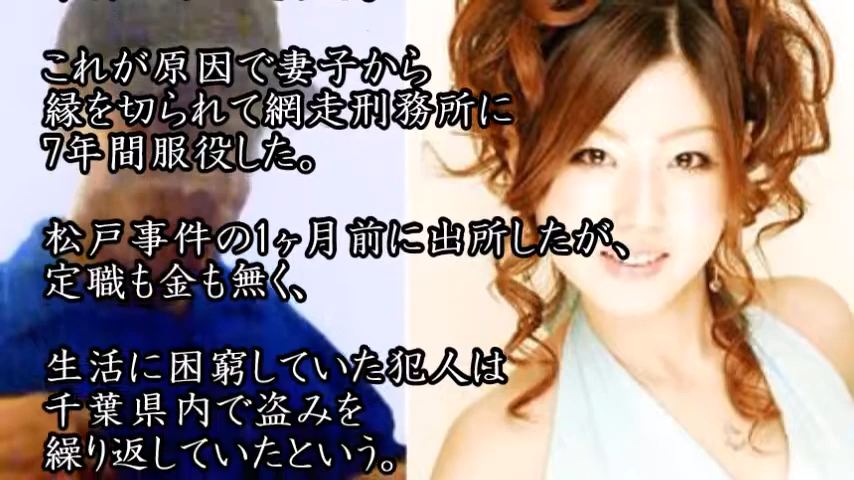 これが原因で妻子から
縁を切られて網走刑務所に
7年間服役した。
松戸事件の1ヶ月前に出所したが、
定職も金も無く、
生活に困窮していた犯人は
千葉県内で盗みを
繰り返していたという。